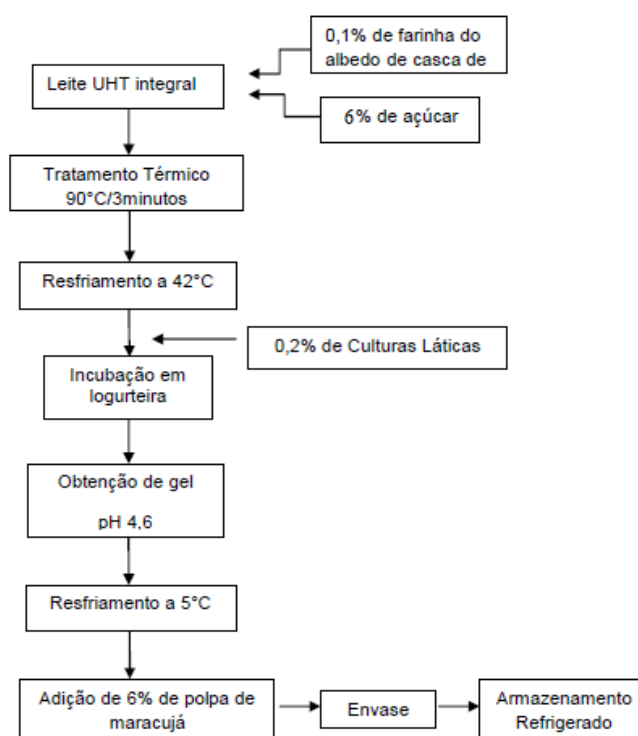 0,1% de farinha do
albedo de casca de
Leite UHT integral
6% de açúcar
Tratamento Térmico
90°C/3minutos
Resfriamento a 42°C
0,2% de Culturas Láticas
Incubação em
Iogurteira
Obtenção de gel
pH 4,6
Resfriamento a 5°C
Adição de 6% de polpa de
maracujá
Envase
Armazenamento
Refrigerado